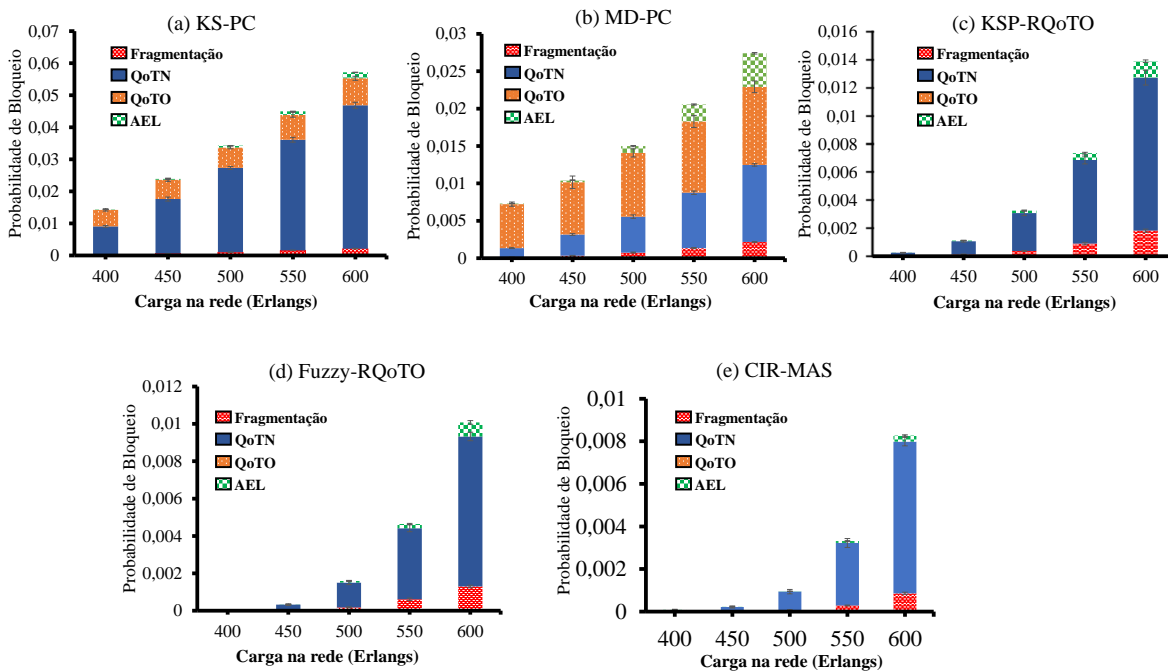 (a) KS-PC
Probabilidade de Bloqueio
0,07
0,06
0,05
0,04
0,03
0,02
0,01
0
Fragmentação
QoTN
QoTO
AEL
400 450 500 550 600
Carga na rede (Erlangs)
(b) MD-PC
Probabilidade de Bloqueio
0,03
0,025
0,02
0,015
0,01
0,005
0
Fragmentação
QoTN
QoTO
AEL
400 450 500 550 600
Carga na rede (Erlangs)
(c) KSP-RQoTO
Probabilidade de Bloqueio
0,016
0,014
0,012
0,01
0,008
0,006
0,004
0,002
0
Fragmentação
QoTN
QoTO
AEL
400 450 500 550 600
Carga na rede (Erlangs)
(d) Fuzzy-RQoTO
Probabilidade de Bloqueio
0,012
0,01
0,008
0,006
0,004
0,002
0
Fragmentação
QoTN
QoTO
AEL
400 450 500 550 600
Carga na rede (Erlangs)
(e) CIR-MAS
Probabilidade de Bloqueio
0,01
0,008
0,006
0,004
0,002
0
Fragmentação
QoTN
QoTO
AEL
400 450 500 550 600
Carga na rede (Erlangs)